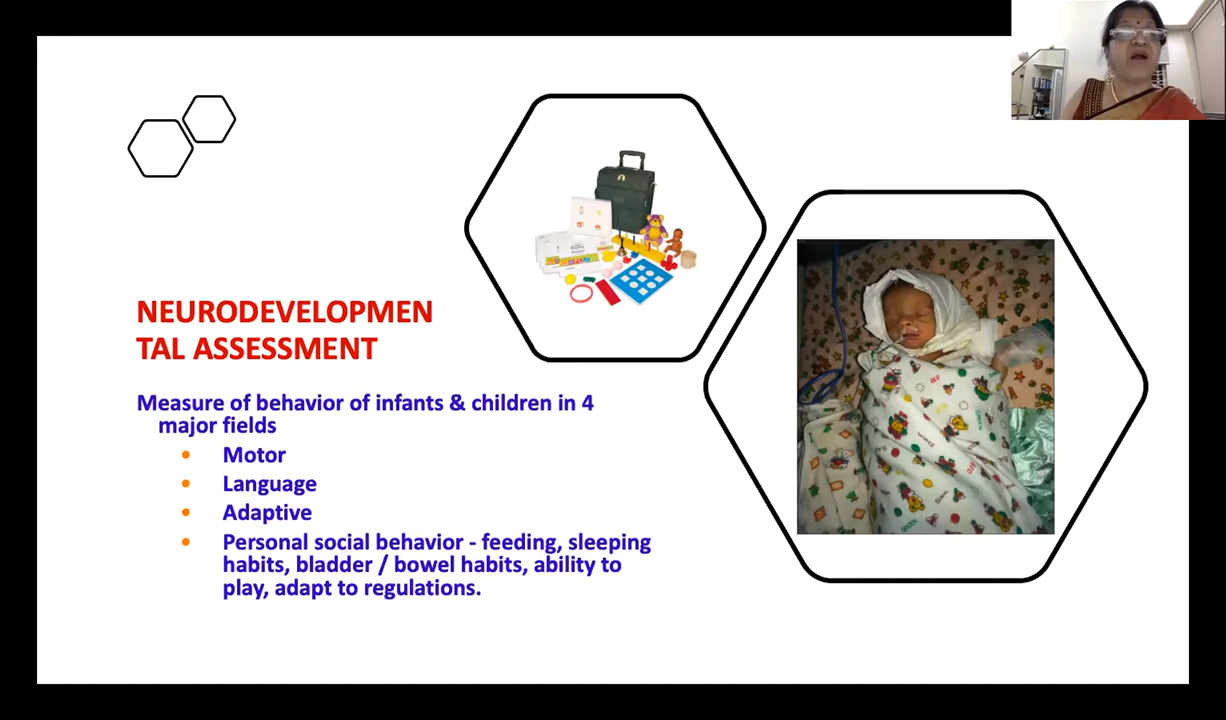 NEURODEVELOPMEN
TAL ASSESSMENT
Measure of behavior of infants & children in 4
major fields
• Motor
• Language
• Adaptive
• Personal social behavior - feeding, sleeping
habits, bladder / bowel habits, ability to
play, adapt to regulations.